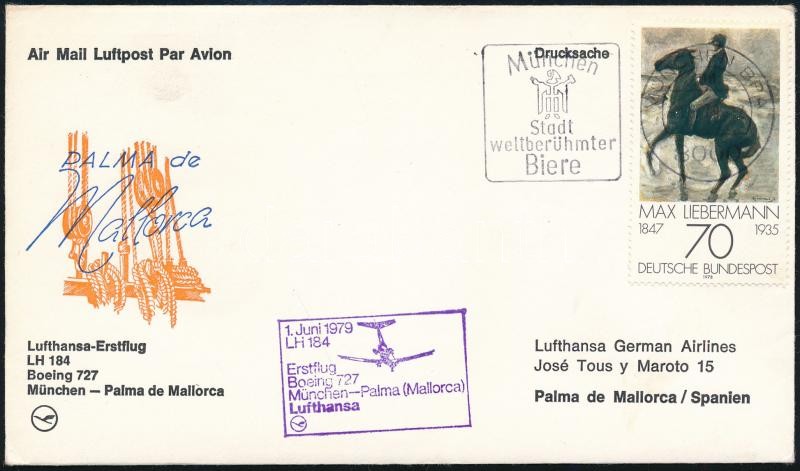 Air Mail Luftpost Par Avion
Drucksache
München
Stadt
weltberühmter
Biere
PALMA de
Mallorca
MAX LIEBERMANN
1847 70 1935
DEUTSCHE BUNDESPOST
1978
Lufthansa-Erstflug
LH 184
Boeing 727
München – Palma de Mallorca
1. Juni 1979
LH 184
Erstflug
Boeing 727
München–Palma (Mallorca)
Lufthansa
Lufthansa German Airlines
José Tous y Maroto 15
Palma de Mallorca / Spanien